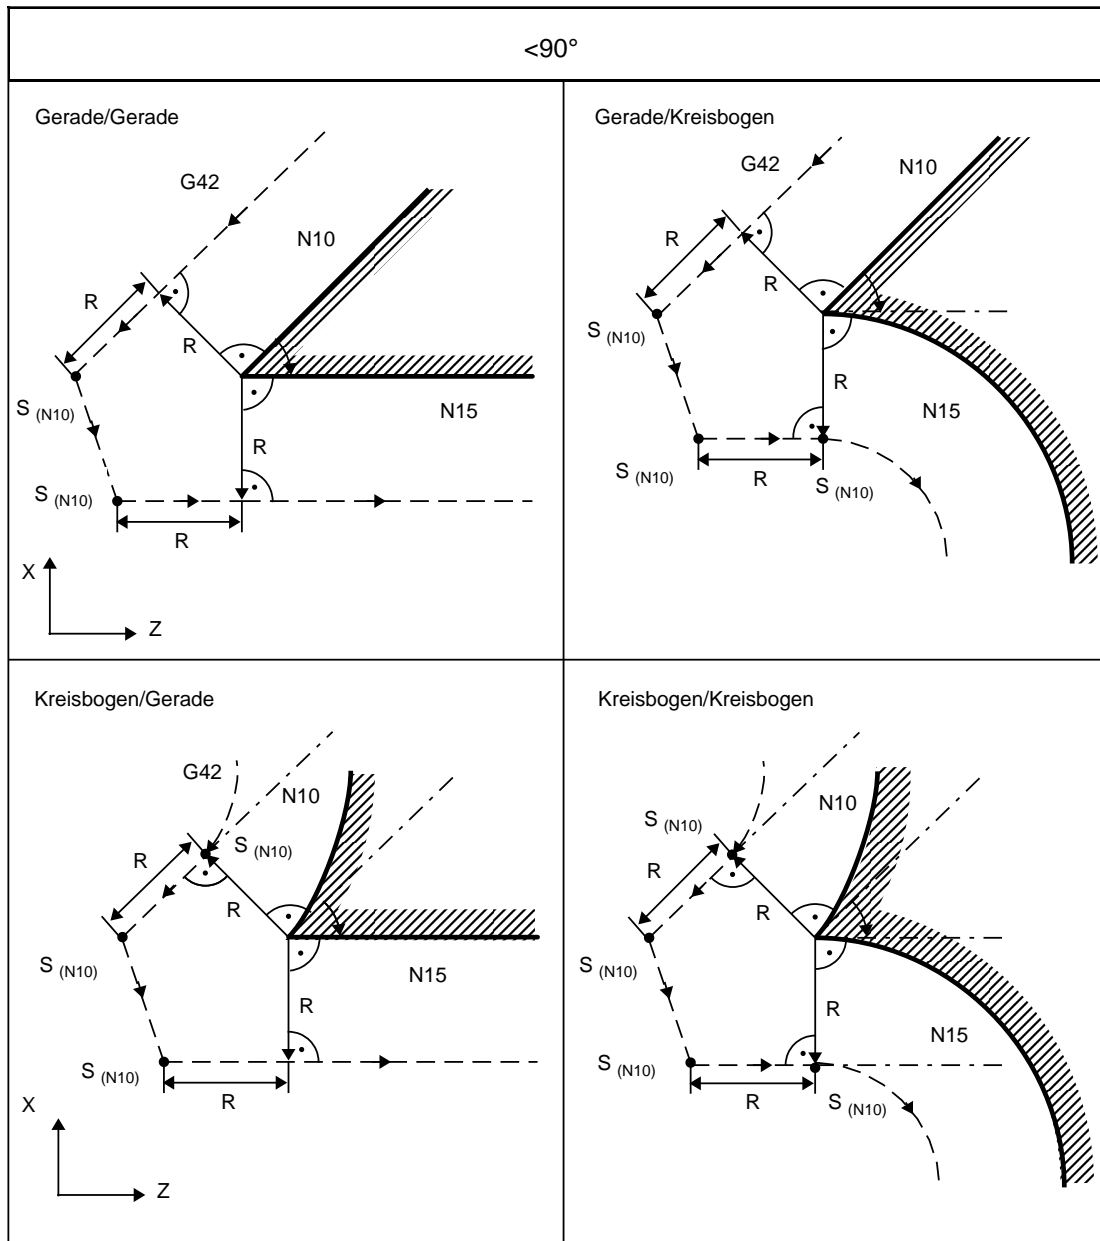 <90°
Gerade/Gerade
G42
N10
R
R
S (N10)
N15
R
S (N10)
R
X
Z
Gerade/Kreisbogen
G42
N10
R
R
S (N10)
R
N15
S (N10)
R
S (N10)
Kreisbogen/Gerade
G42
N10
S (N10)
R
R
S (N10)
N15
R
S (N10)
R
X
Z
Kreisbogen/Kreisbogen
N10
S (N10)
R
R
S (N10)
R
N15
S (N10)
R
S (N10)